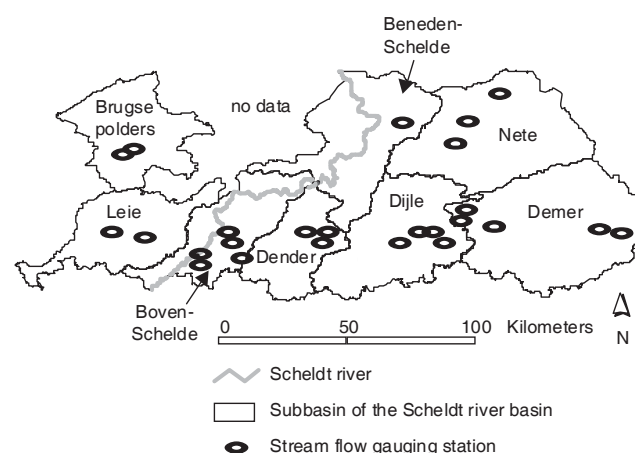 Beneden-
Schelde
Brugse
polders
no data
Nete
Leie
Dijle
Demer
Dender
Boven-
Schelde
0
50
100
Kilometers
N
Scheldt river
Subbasin of the Scheldt river basin
Stream flow gauging station